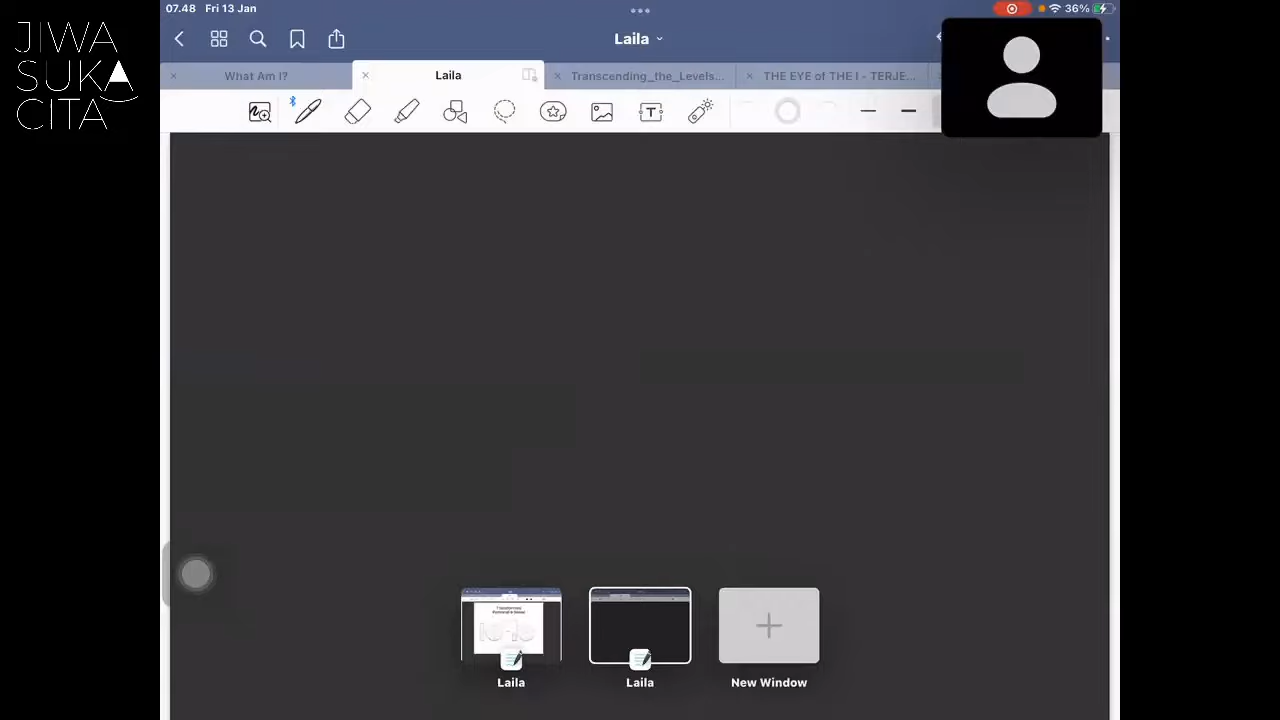 JIWA
SUKA
CITA
07.48 Fri 13 Jan
36%
Laila
What Am I?
Laila
Transcending_the_Levels...
THE EYE of THE I - TERJE...
T
Laila
Laila
New Window